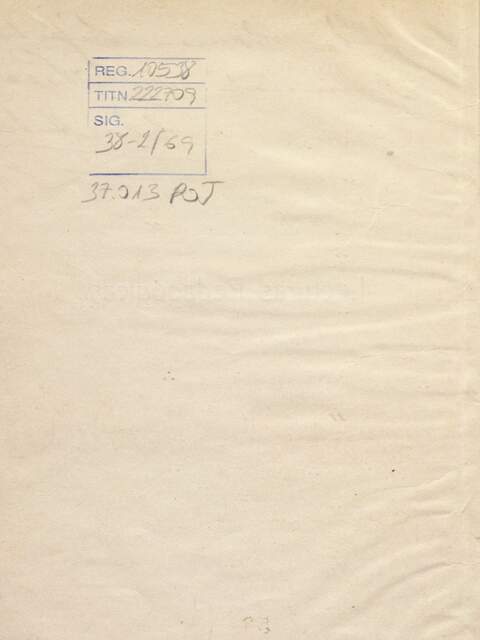 REG. 10538
TITN 222709
SIG.
38-2/69
37.013 POJ